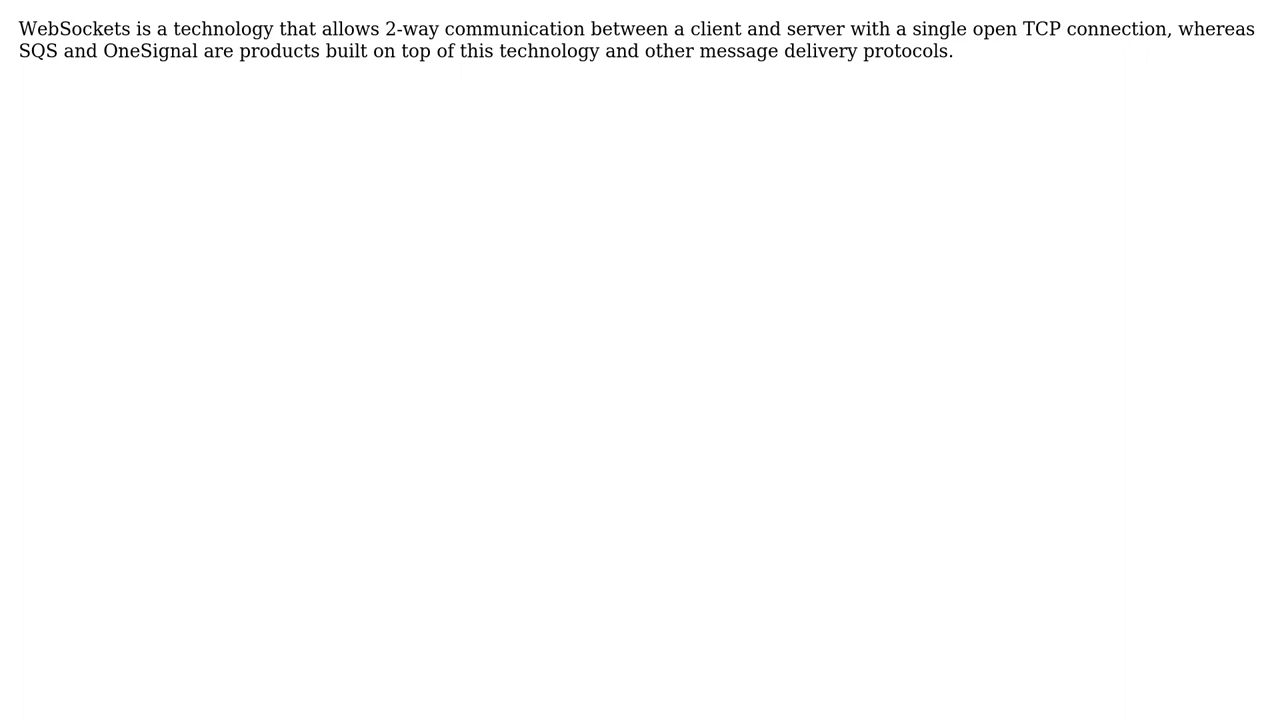 WebSockets is a technology that allows 2-way communication between a client and server with a single open TCP connection, whereas
SQS and OneSignal are products built on top of this technology and other message delivery protocols.